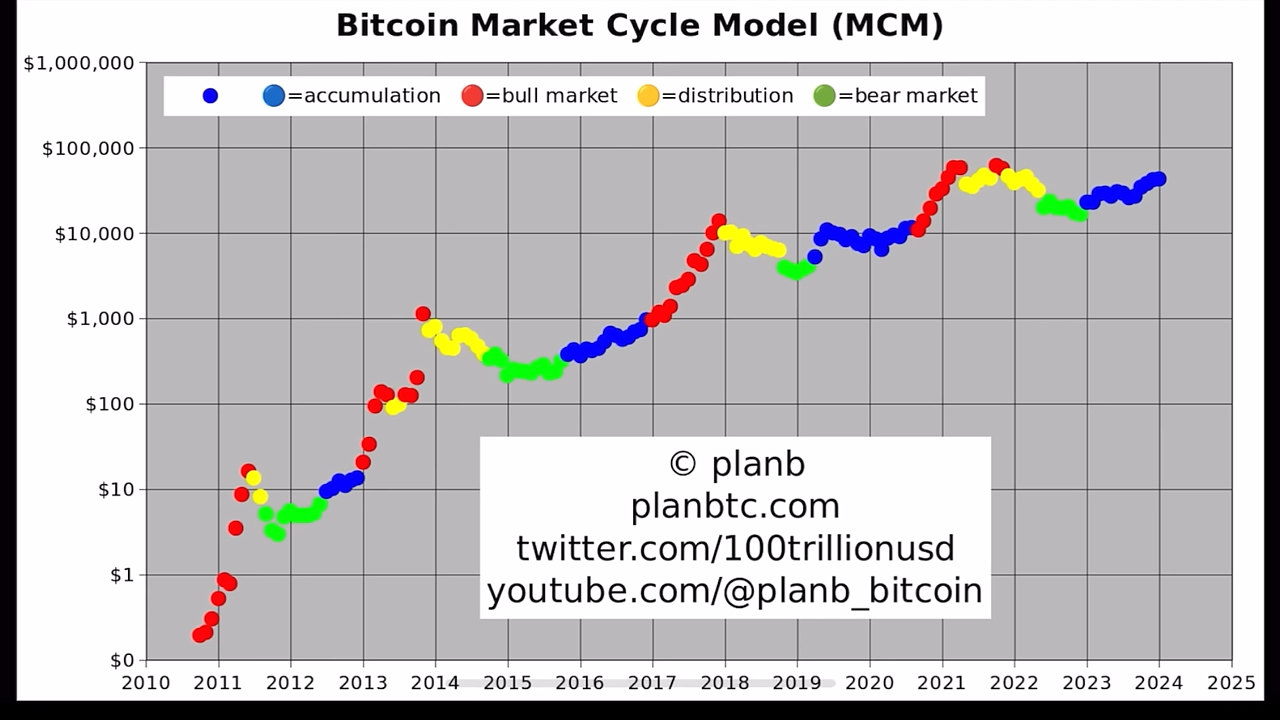 Bitcoin Market Cycle Model (MCM)
$1,000,000
=accumulation =bull market =distribution =bear market
$100,000
$10,000
$1,000
$100
$10
$1
$0
© planb
planbtc.com
twitter.com/100trillionusd
youtube.com/@planb_bitcoin
2010 2011 2012 2013 2014 2015 2016 2017 2018 2019 2020 2021 2022 2023 2024 2025